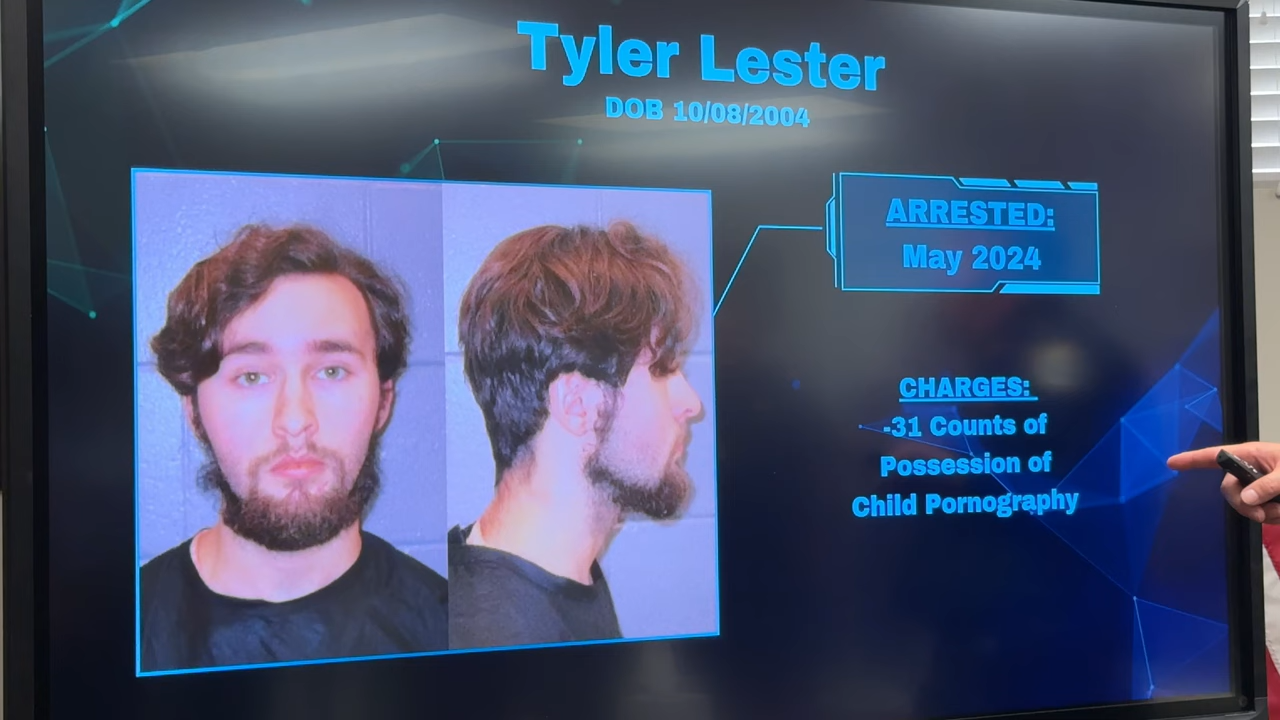 Tyler Lester
DOB 10/08/2004
ARRESTED:
May 2024
CHARGES:
-31 Counts of
Possession of
Child Pornography